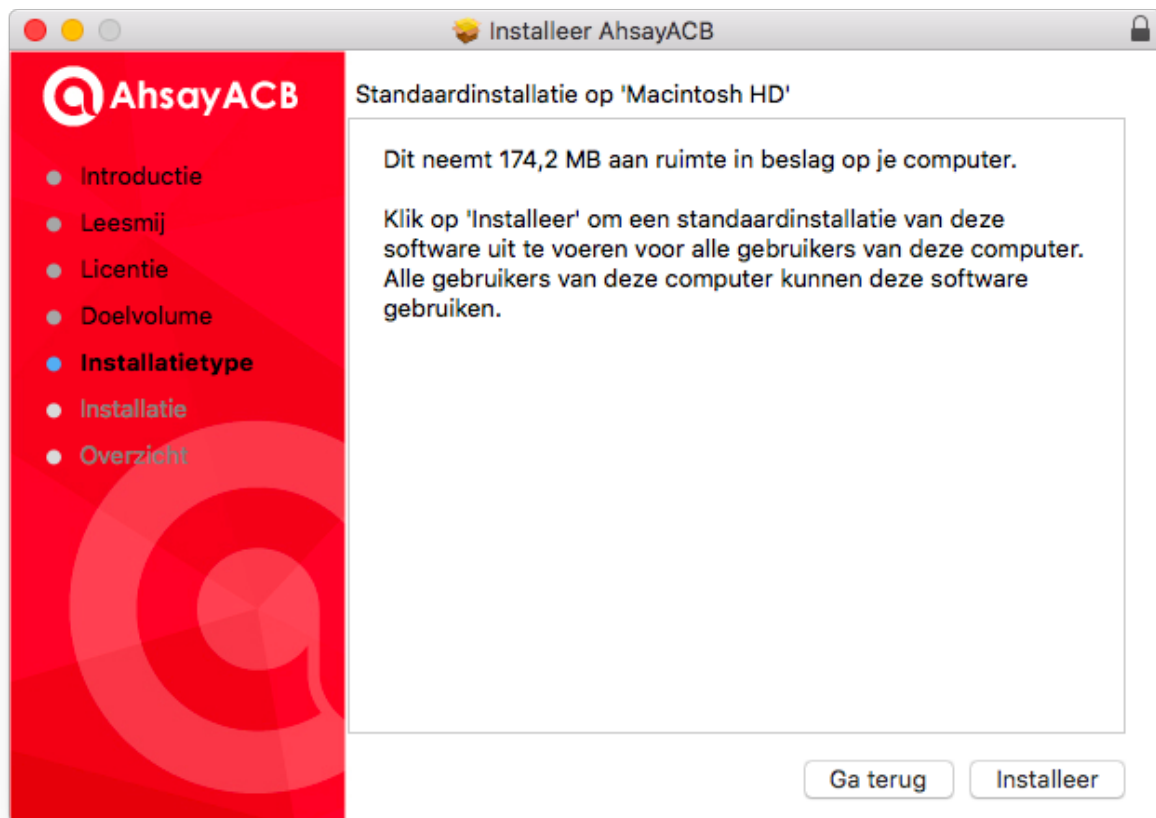 Installeer AhsayACB
AhsayACB
Introductie
Leesmij
Licentie
Doelvolume
Installatietype
Installatie
Overzicht
Standaardinstallatie op 'Macintosh HD'
Dit neemt 174,2 MB aan ruimte in beslag op je computer.
Klik op 'Installeer' om een standaardinstallatie van deze
software uit te voeren voor alle gebruikers van deze computer.
Alle gebruikers van deze computer kunnen deze software
gebruiken.
Ga terug
Installeer